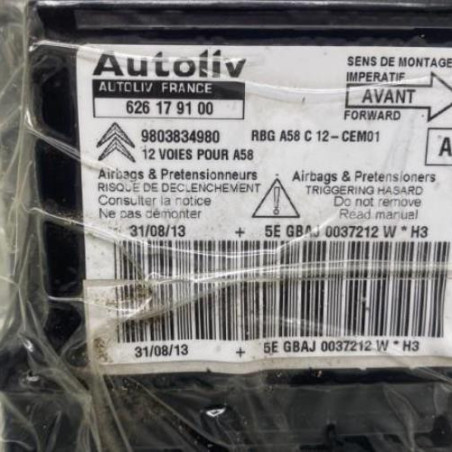 Autoliv
AUTOLIV FRANCE
626 17 91 00
SENS DE MONTAGE
IMPERATIF
AVANT
FORWARD
9803834980 RBG A58 C 12-CEM01
12 VOIES POUR A58
A
Airbags & Pretensionneurs
RISQUE DE DECLENCHEMENT
Consulter la notice
Ne pas démonter
Airbags & Pretensioners
TRIGGERING HASARD
Do not remove
Read manual
31/08/13 + 5E GBAJ 0037212 W * H3
31/08/13 + 5E GBAJ 0037212 W * H3